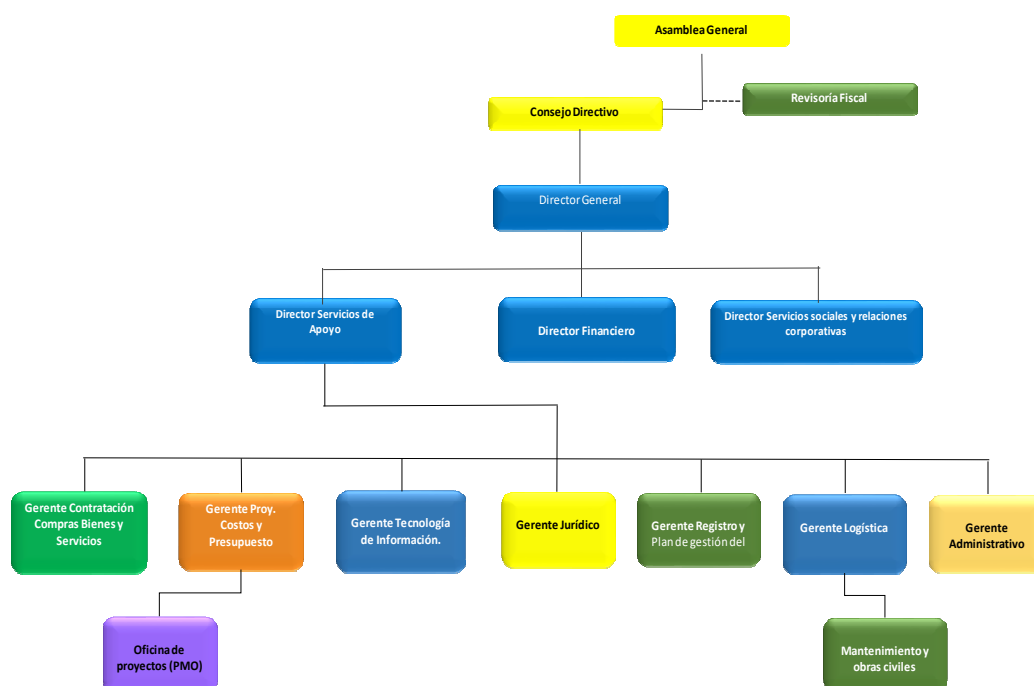 Asamblea General
Revisoría Fiscal
Consejo Directivo
Director General
Director Servicios de
Apoyo
Director Financiero
Director Servicios sociales y relaciones
corporativas
Gerente Contratación
Compras Bienes y
Servicios
Gerente Proy.
Costos y
Presupuesto
Gerente Tecnología
de Información.
Gerente Jurídico
Gerente Registro y
Plan de gestión del
Gerente Logística
Gerente
Administrativo
Oficina de
proyectos (PMO)
Mantenimiento y
obras civiles